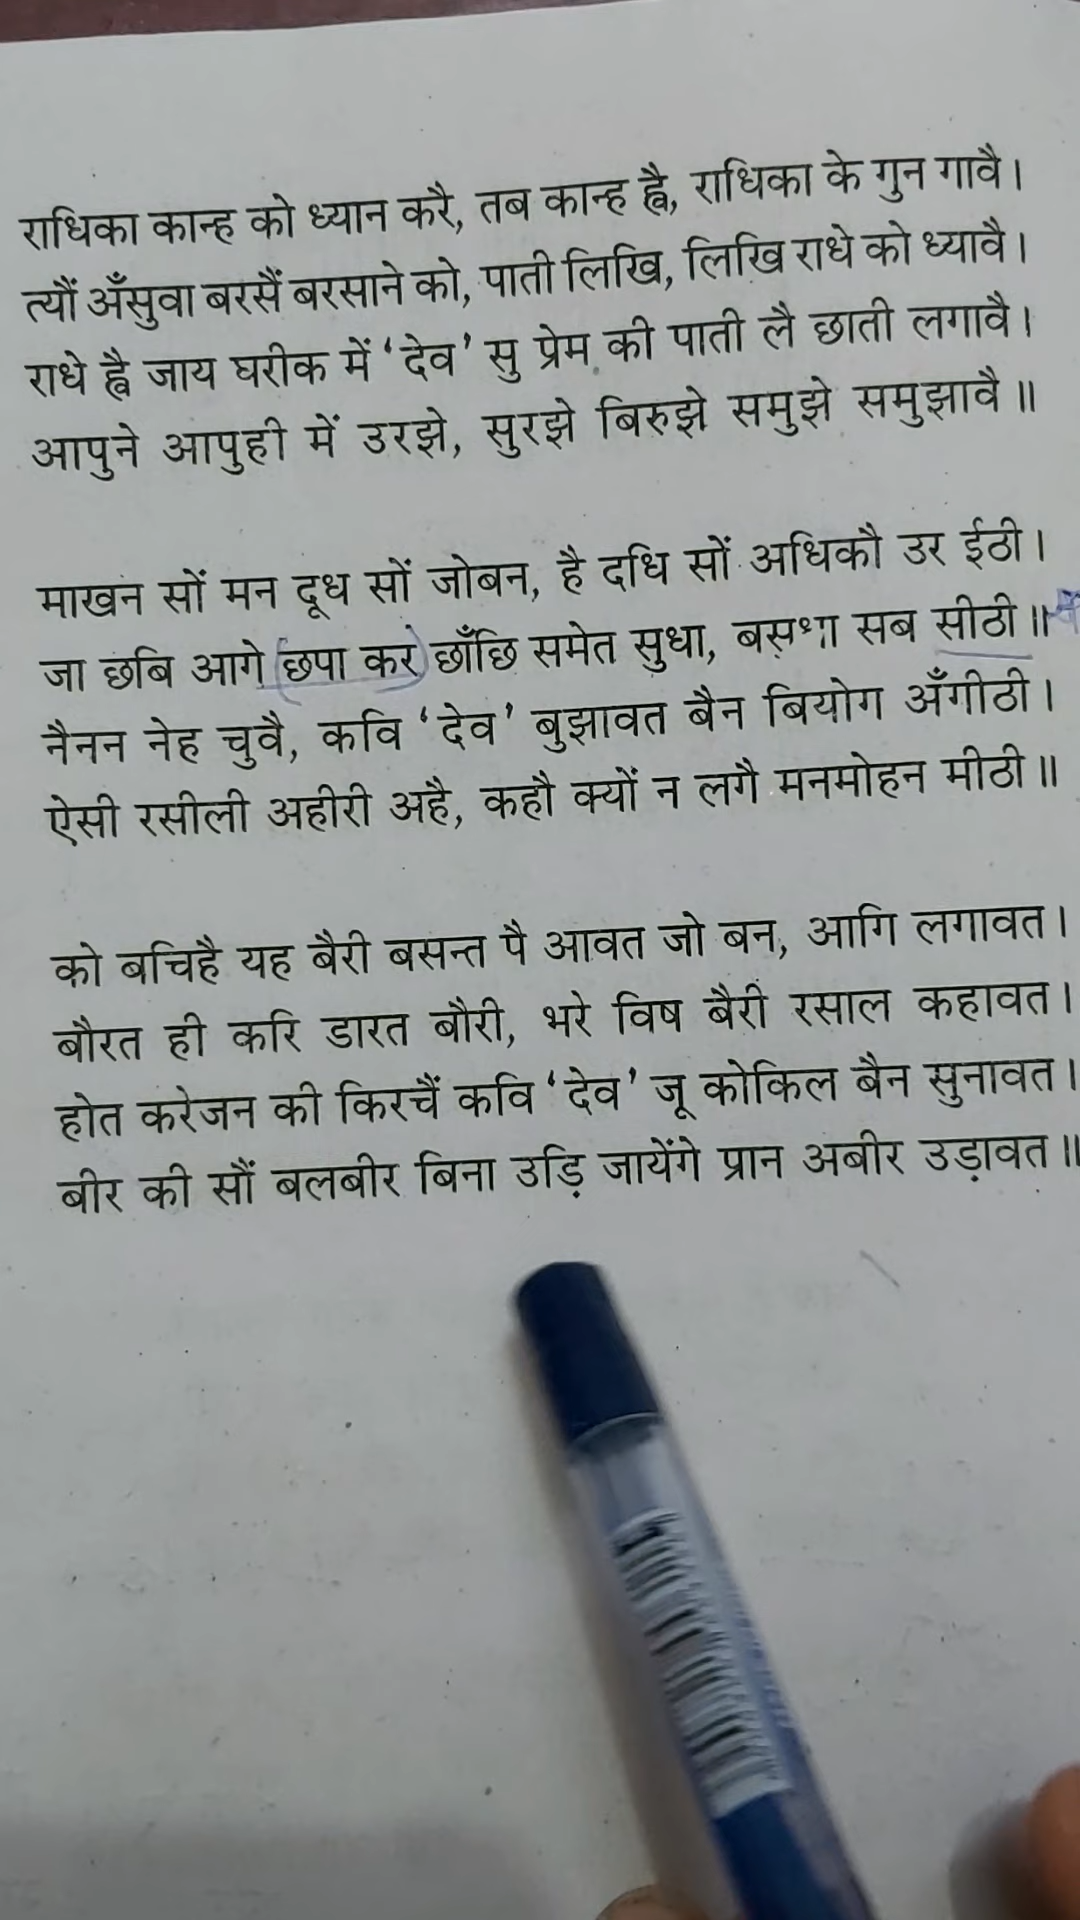 राधिका कान्ह को ध्यान करै, तब कान्ह ह्वै, राधिका के गुन गावै।
त्यौं अँसुवा बरसैं बरसाने को, पाती लिखि, लिखि राधे को ध्यावै।
राधे ह्वै जाय घरीक में ‘देव’ सु प्रेम की पाती लै छाती लगावै।
आपुने आपुही में उरझे, सुरझे बिरुझे समुझे समुझावै॥
माखन सों मन दूध सों जोबन, है दधि सों अधिकौ उर ईठी।
जा छबि आगे छपा कर छाँछि समेत सुधा, बसुधा सब सीठी॥
नैनन नेह चुवै, कवि ‘देव’ बुझावत बैन बियोग अँगीठी।
ऐसी रसीली अहीरी अहै, कहौ क्यों न लगै मनमोहन मीठी॥
को बचिहै यह बैरी बसन्त पै आवत जो बन, आगि लगावत।
बौरत ही करि डारत बौरी, भरे विष बैरी रसाल कहावत।
होत करेजन की किरचैं कवि ‘देव’ जू कोकिल बैन सुनावत।
बीर की सौं बलबीर बिना उड़ि जायेंगे प्रान अबीर उड़ावत॥